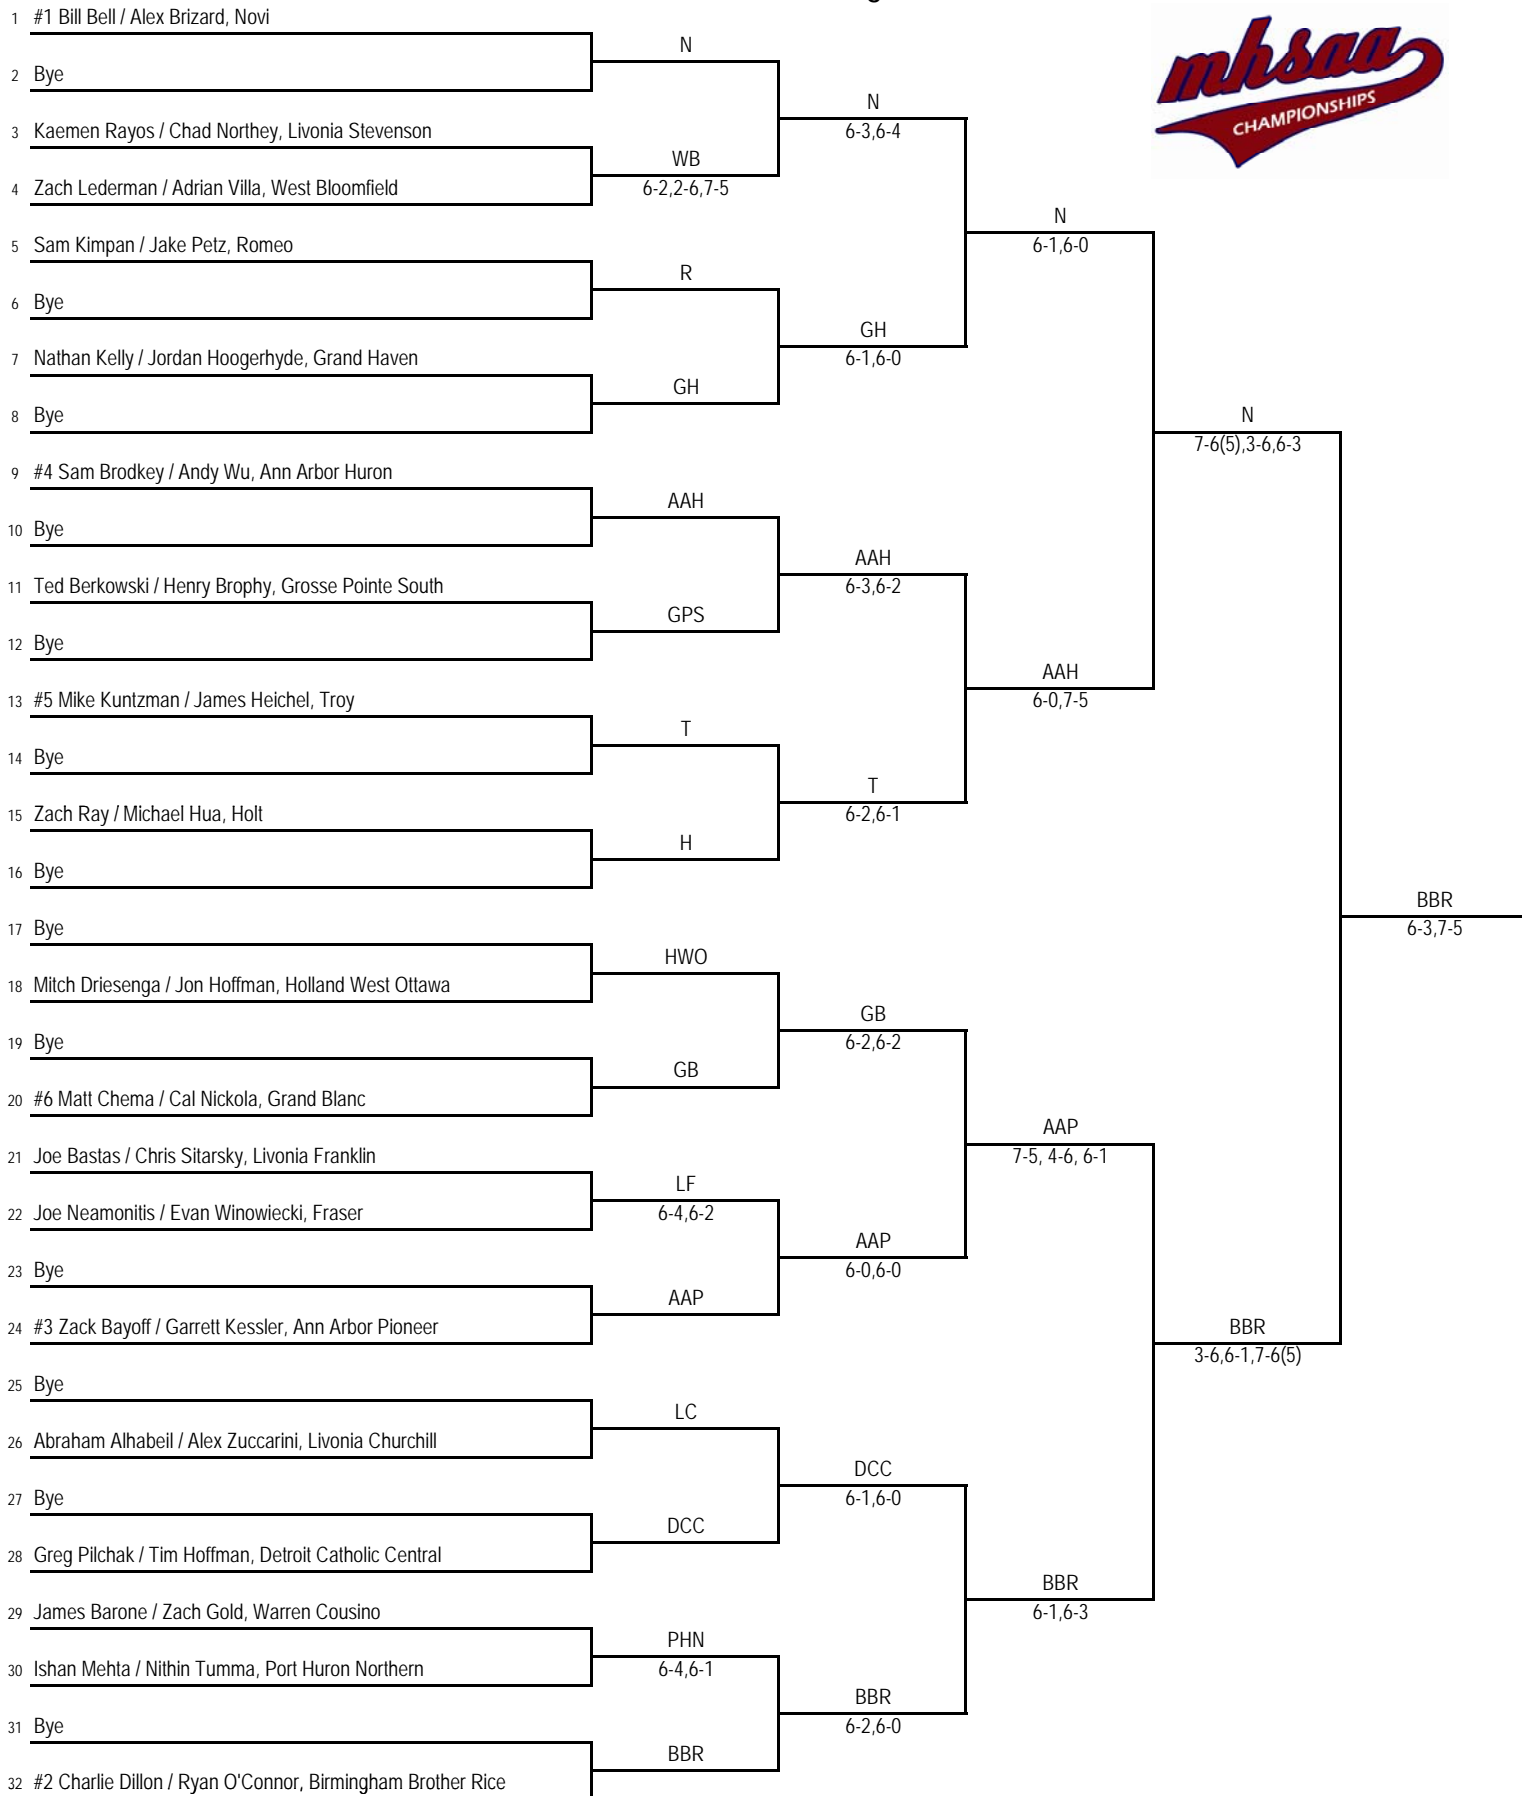 1 #1 Bill Bell / Alex Brizard, Novi
N
2 Bye
N
6-3,6-4
3 Kaemen Rayos / Chad Northey, Livonia Stevenson
WB
6-2,2-6,7-5
4 Zach Lederman / Adrian Villa, West Bloomfield
N
6-1,6-0
5 Sam Kimpan / Jake Petz, Romeo
R
6 Bye
GH
6-1,6-0
7 Nathan Kelly / Jordan Hoogerhyde, Grand Haven
GH
8 Bye
N
7-6(5),3-6,6-3
9 #4 Sam Brodkey / Andy Wu, Ann Arbor Huron
AAH
10 Bye
AAH
6-3,6-2
11 Ted Berkowski / Henry Brophy, Grosse Pointe South
GPS
12 Bye
AAH
6-0,7-5
13 #5 Mike Kuntzman / James Heichel, Troy
T
14 Bye
T
6-2,6-1
15 Zach Ray / Michael Hua, Holt
H
16 Bye
BBR
6-3,7-5
17 Bye
HWO
18 Mitch Driesenga / Jon Hoffman, Holland West Ottawa
GB
6-2,6-2
19 Bye
GB
20 #6 Matt Chema / Cal Nickola, Grand Blanc
AAP
7-5, 4-6, 6-1
21 Joe Bastas / Chris Sitarsky, Livonia Franklin
LF
6-4,6-2
22 Joe Neamonitis / Evan Winowiecki, Fraser
AAP
6-0,6-0
23 Bye
AAP
24 #3 Zack Bayoff / Garrett Kessler, Ann Arbor Pioneer
BBR
3-6,6-1,7-6(5)
25 Bye
LC
26 Abraham Alhabeil / Alex Zuccarini, Livonia Churchill
DCC
6-1,6-0
27 Bye
DCC
28 Greg Pilchak / Tim Hoffman, Detroit Catholic Central
BBR
6-1,6-3
29 James Barone / Zach Gold, Warren Cousino
PHN
6-4,6-1
30 Ishan Mehta / Nithin Tumma, Port Huron Northern
BBR
6-2,6-0
31 Bye
BBR
32 #2 Charlie Dillon / Ryan O'Connor, Birmingham Brother Rice
mhsaa
CHAMPIONSHIPS